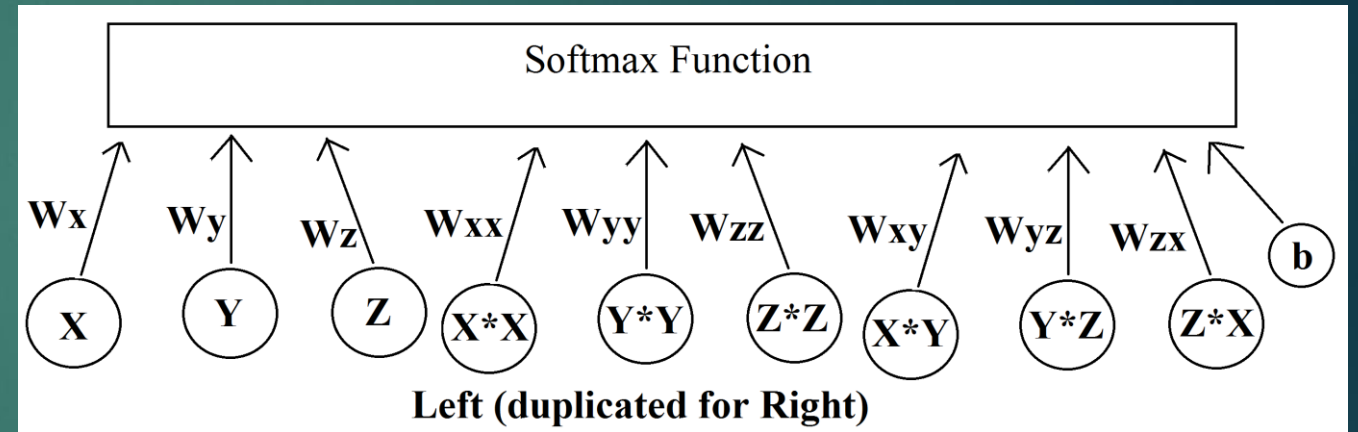 Softmax Function
Wx Wy Wz Wxx Wyy Wzz Wxy Wyz Wzx b
X Y Z X*X Y*Y Z*Z X*Y Y*Z Z*X
Left (duplicated for Right)